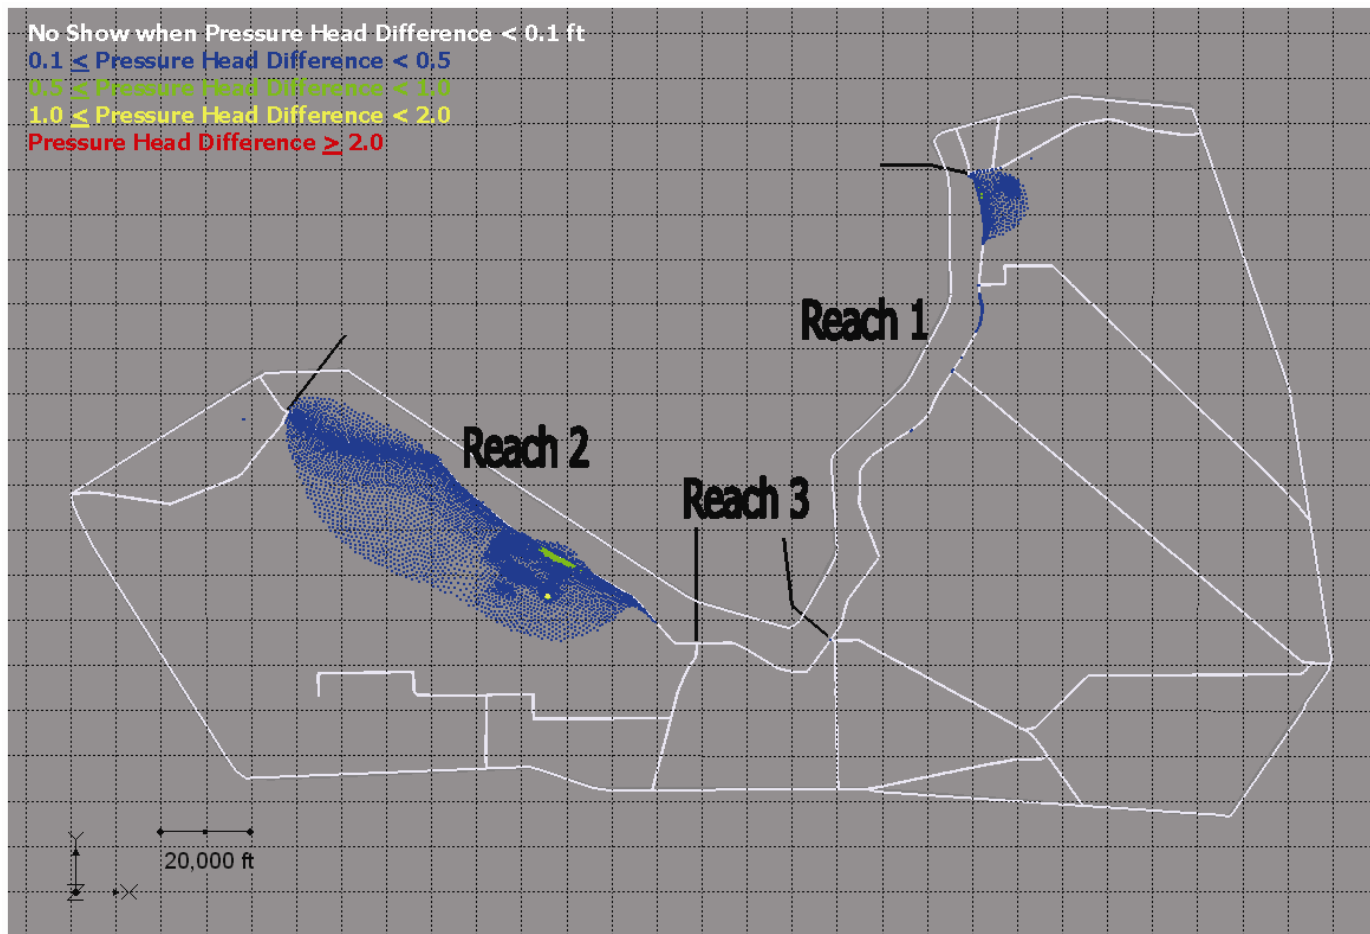 No Show when Pressure Head Difference < 0.1 ft
0.1 ≤ Pressure Head Difference < 0.5
0.5 ≤ Pressure Head Difference < 1.0
1.0 ≤ Pressure Head Difference < 2.0
Pressure Head Difference ≥ 2.0
Reach 1
Reach 2
Reach 3
20,000 ft
Y
Z
X